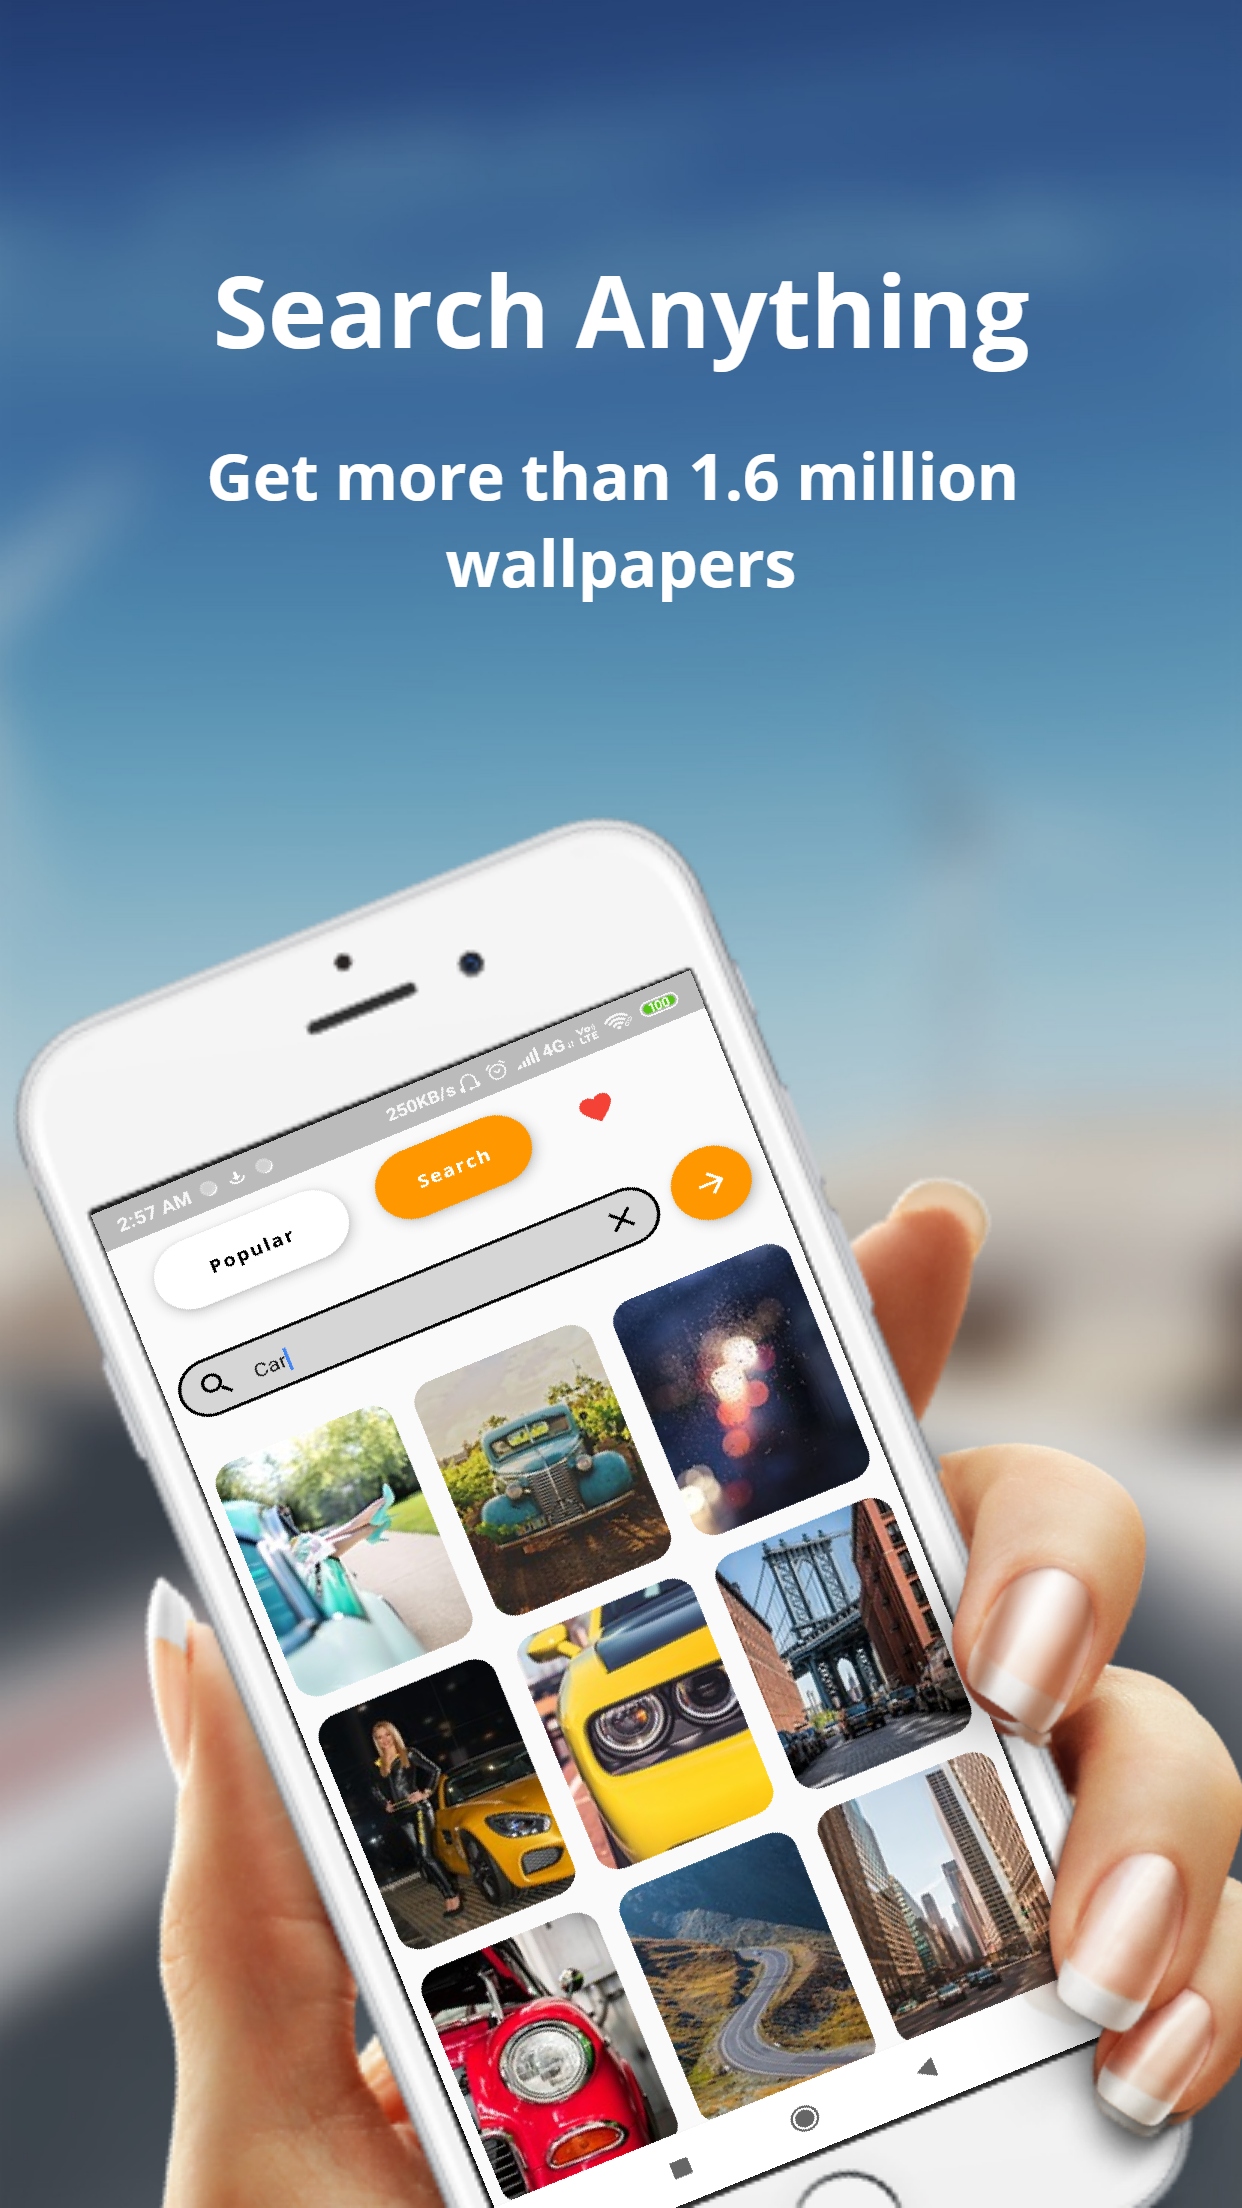 Search Anything
Get more than 1.6 million
wallpapers
2:57 AM 250KB/s 4G Vo LTE 100
Popular Search
Car